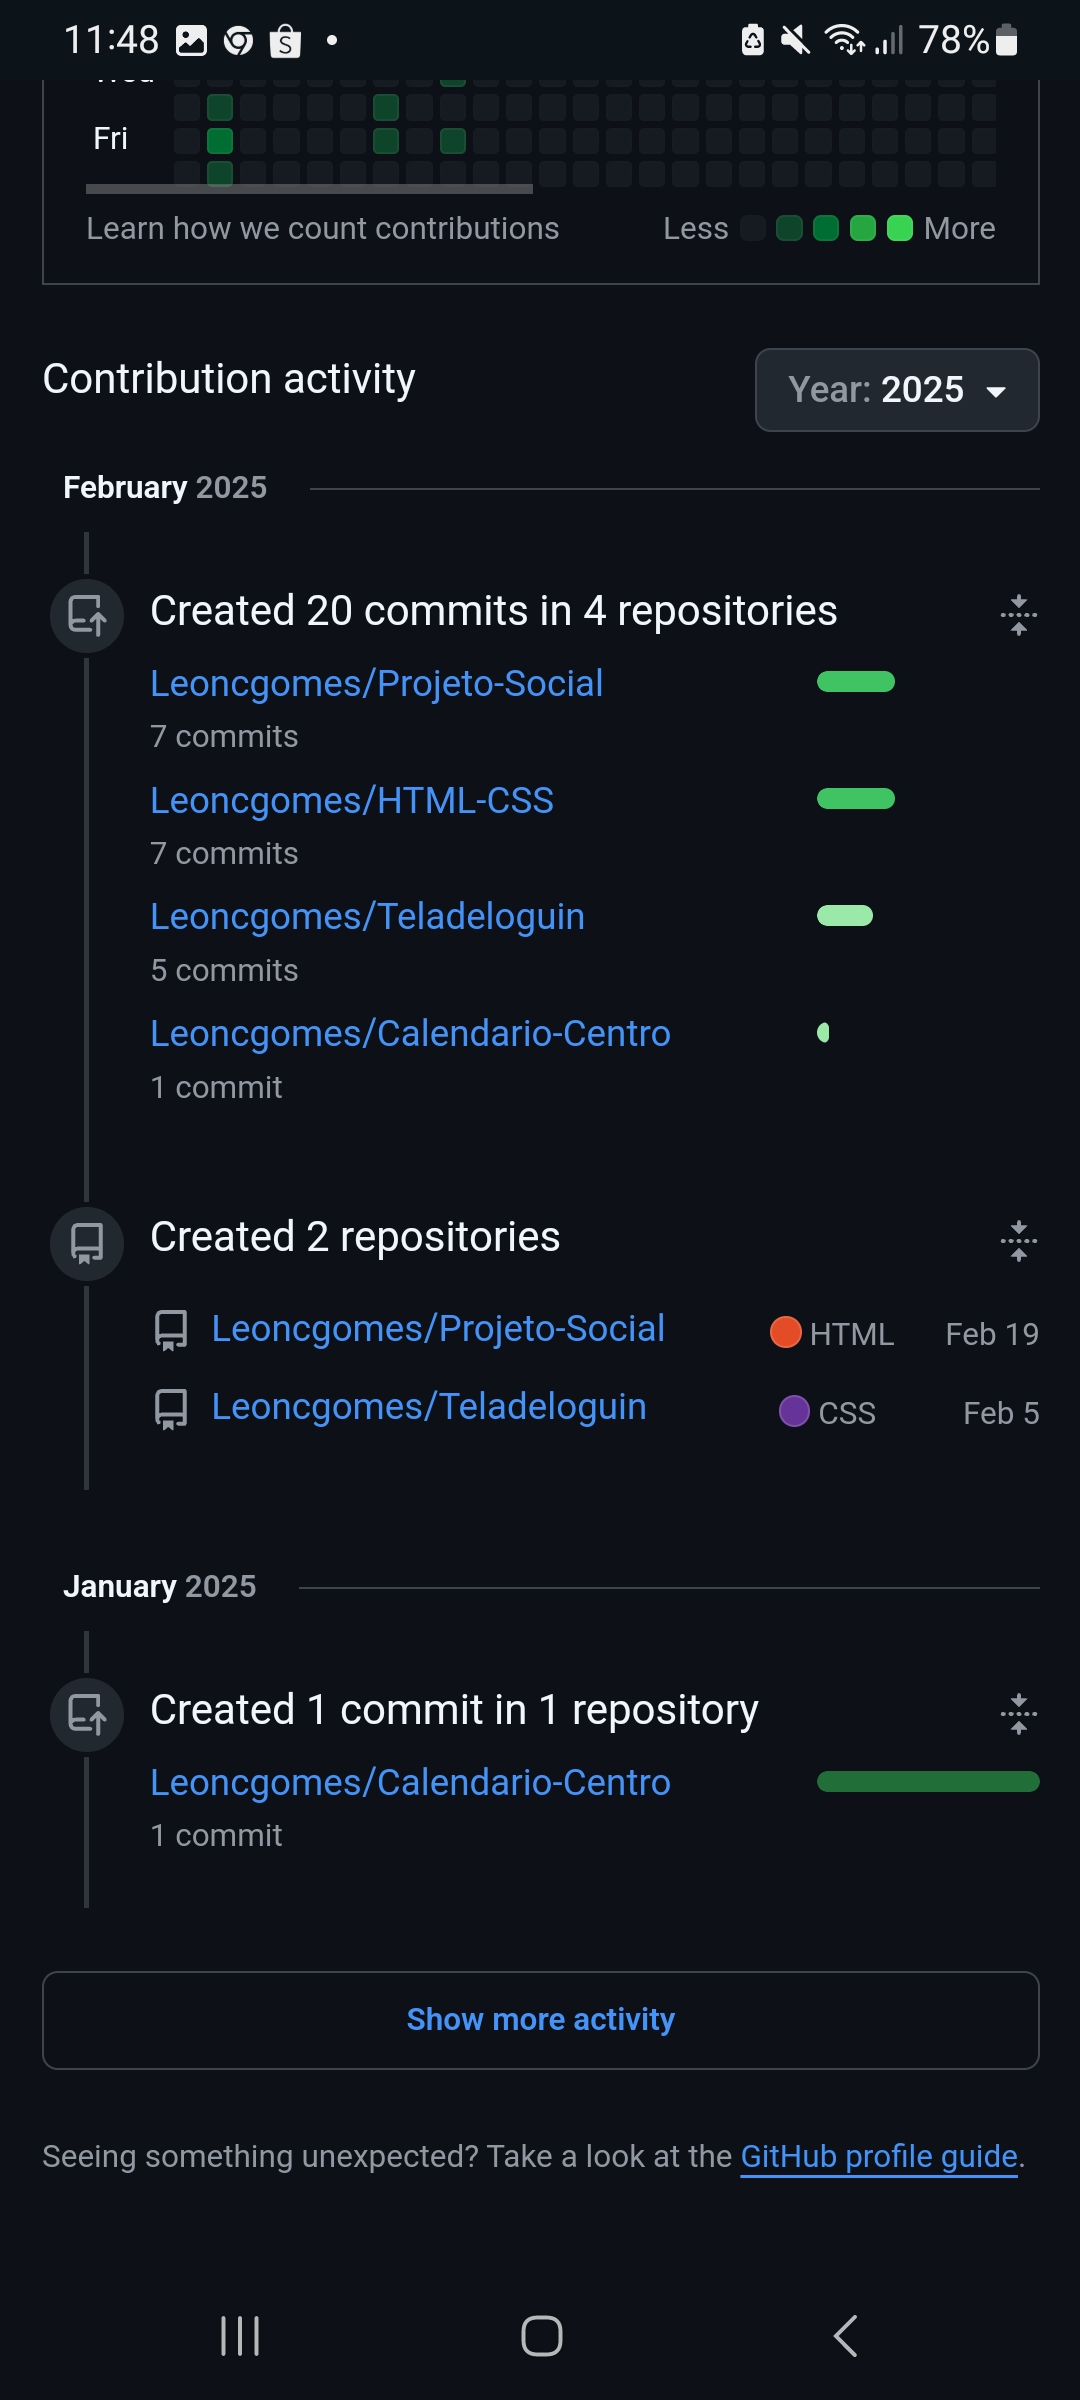 11:48 78%
Wed
Fri
Learn how we count contributions Less More
Contribution activity Year: 2025
February 2025
Created 20 commits in 4 repositories
Leoncgomes/Projeto-Social
7 commits
Leoncgomes/HTML-CSS
7 commits
Leoncgomes/Teladeloguin
5 commits
Leoncgomes/Calendario-Centro
1 commit
Created 2 repositories
Leoncgomes/Projeto-Social HTML Feb 19
Leoncgomes/Teladeloguin CSS Feb 5
January 2025
Created 1 commit in 1 repository
Leoncgomes/Calendario-Centro
1 commit
Show more activity
Seeing something unexpected? Take a look at the GitHub profile guide.